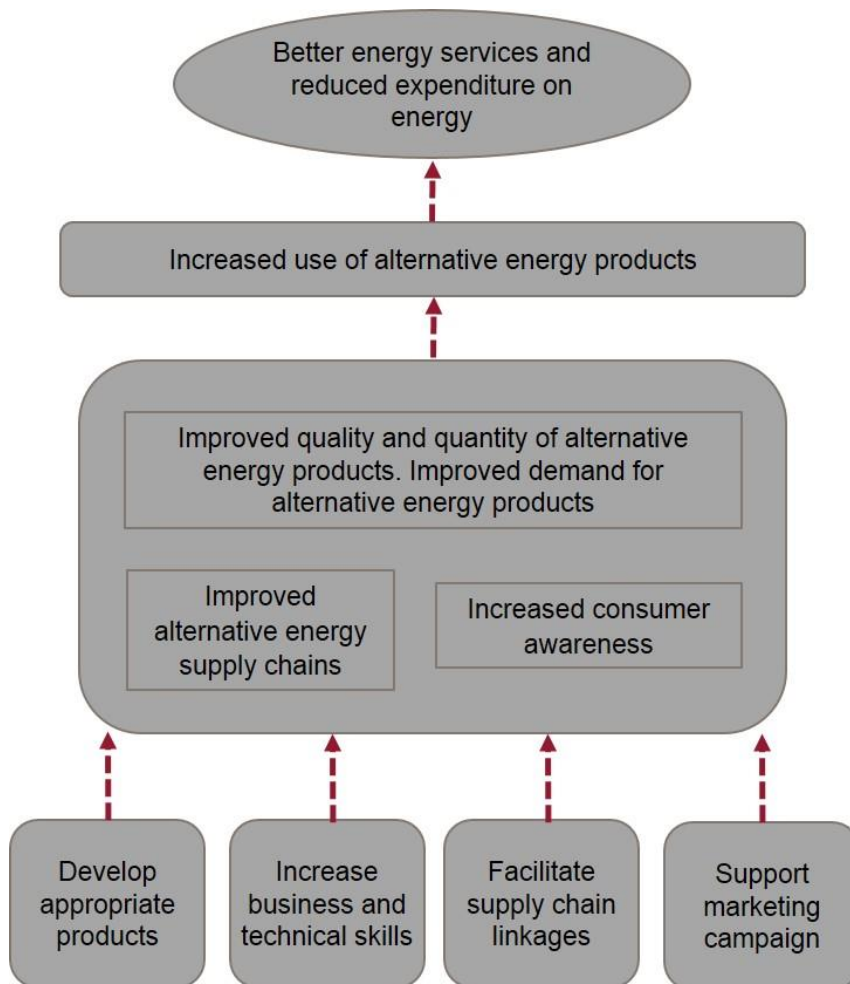 Better energy services and
reduced expenditure on
energy
Increased use of alternative energy products
Improved quality and quantity of alternative
energy products. Improved demand for
alternative energy products
Improved
alternative energy
supply chains
Increased consumer
awareness
Develop
appropriate
products
Increase
business and
technical skills
Facilitate
supply chain
linkages
Support
marketing
campaign